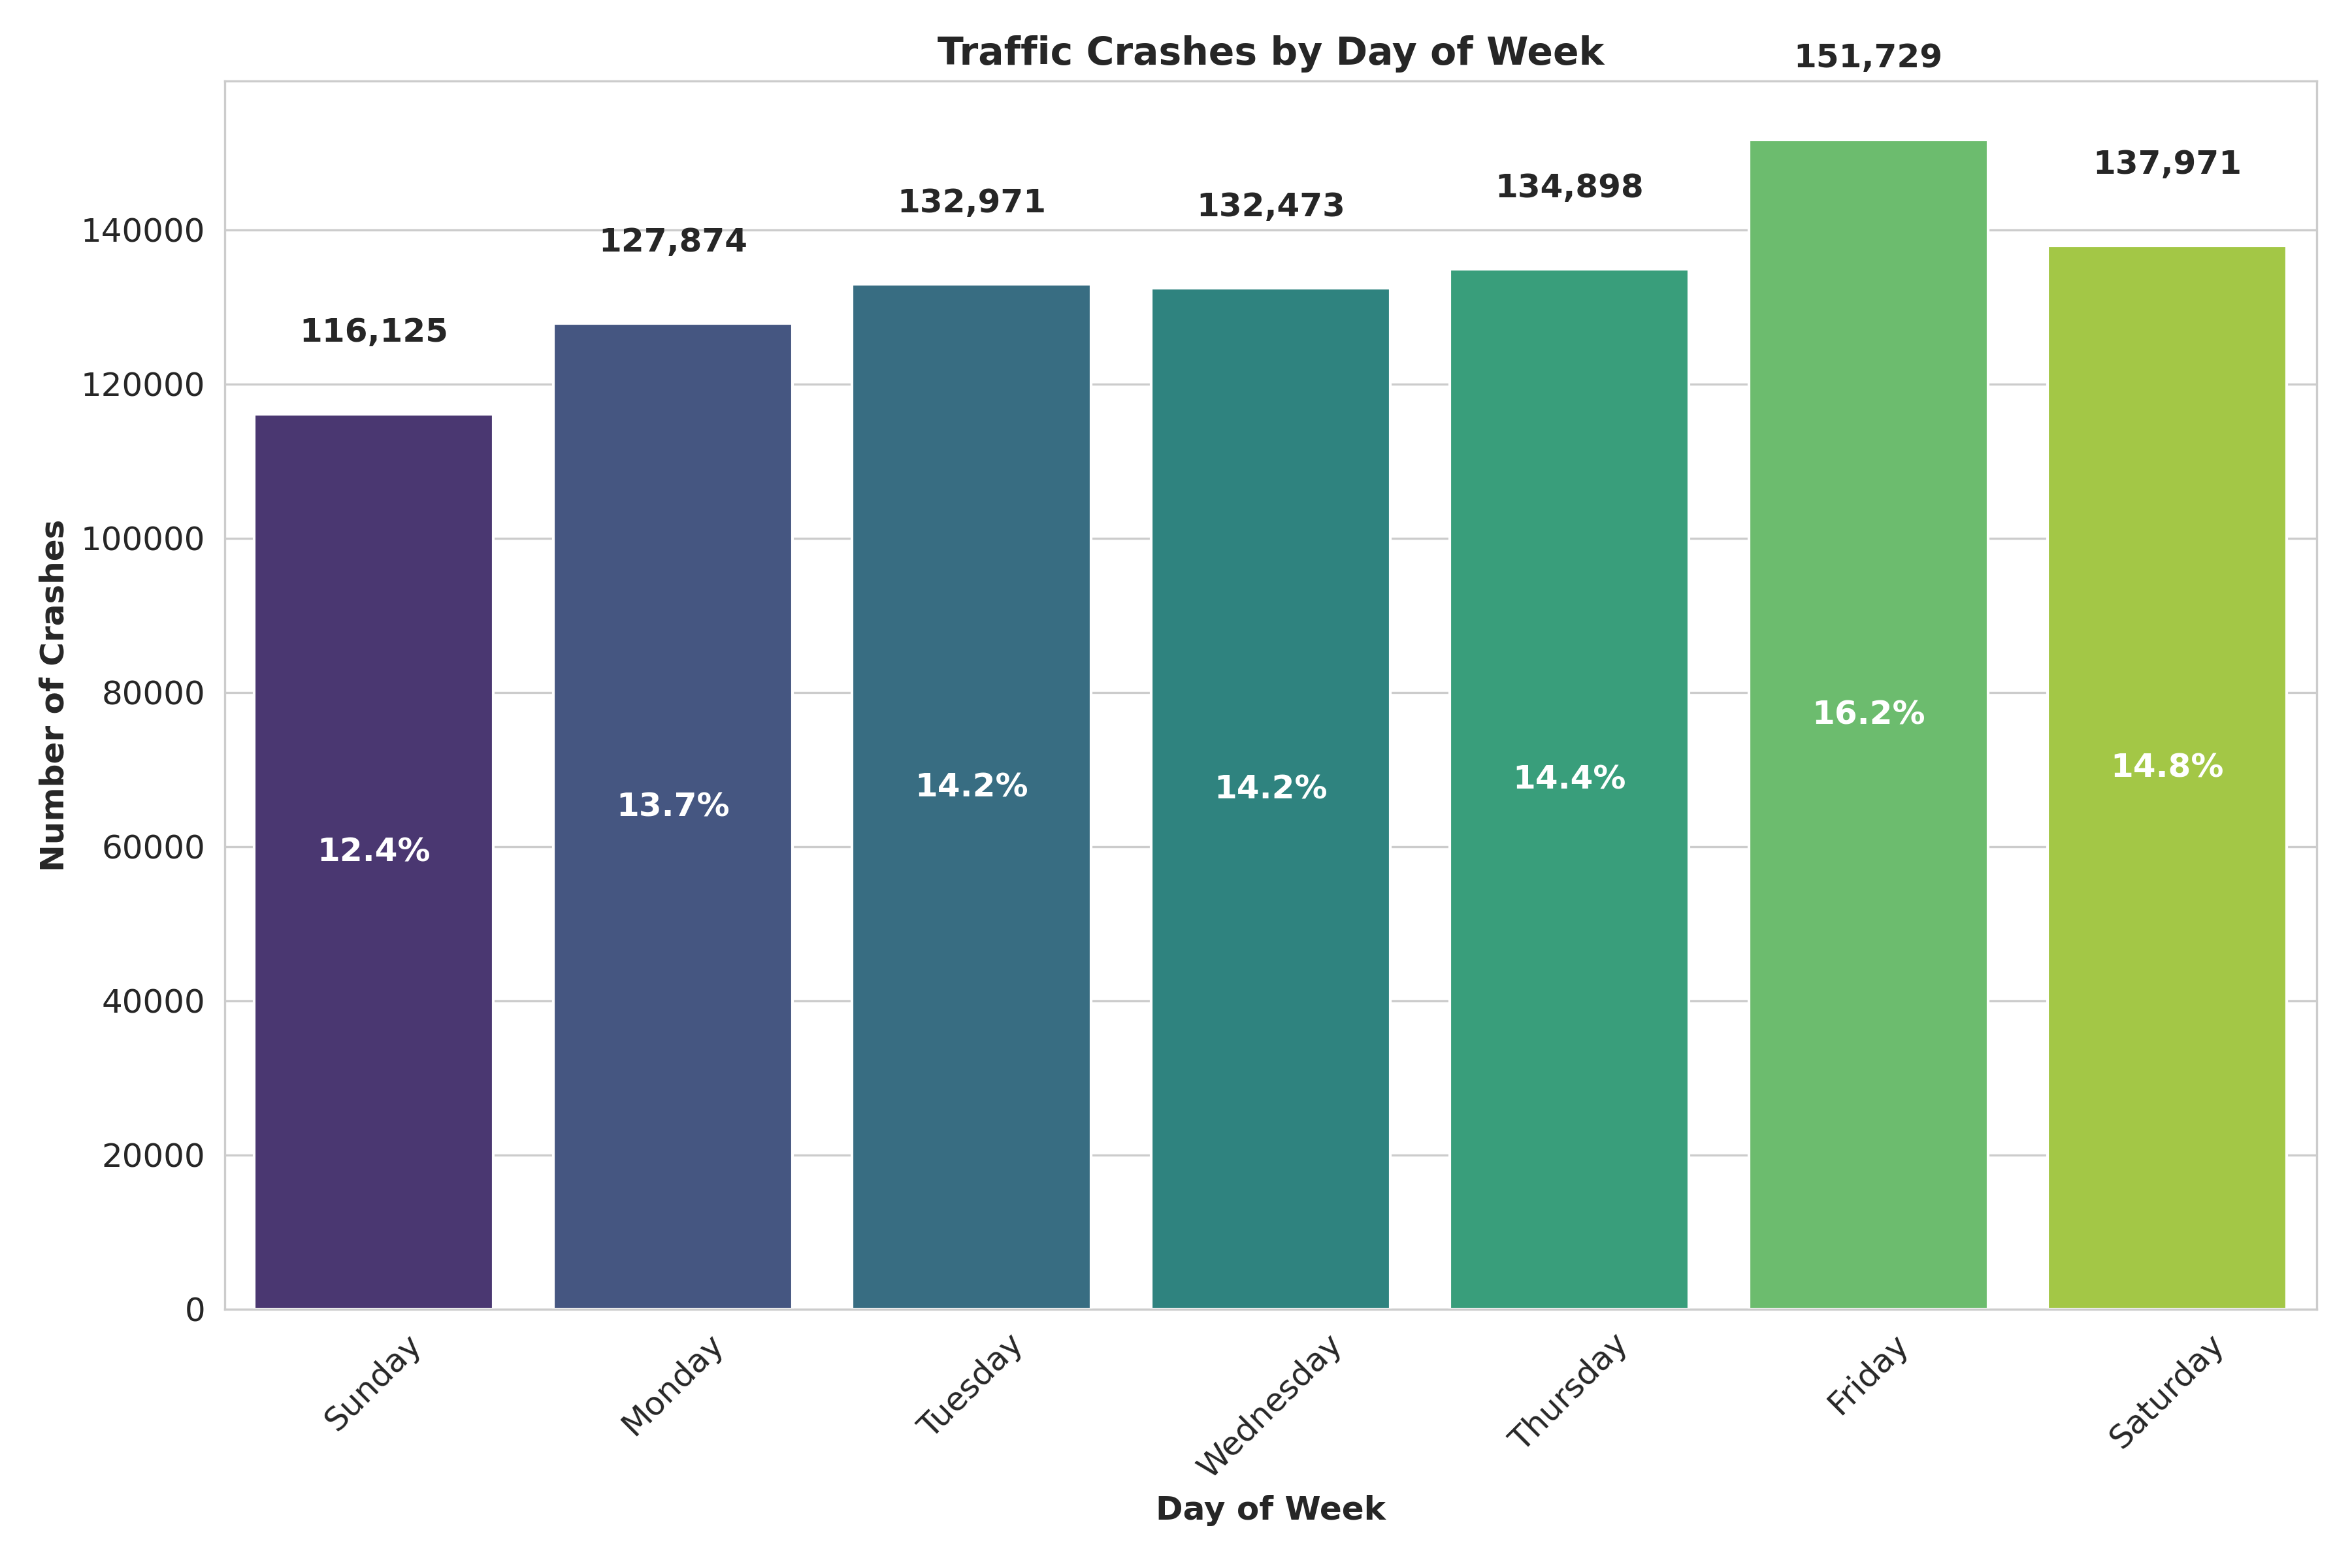 Traffic Crashes by Day of Week
151,729
137,971
134,898
132,971
132,473
127,874
116,125
140000
120000
100000
80000
60000
40000
20000
0
Number of Crashes
12.4%
13.7%
14.2%
14.2%
14.4%
16.2%
14.8%
Sunday
Monday
Tuesday
Wednesday
Thursday
Friday
Saturday
Day of Week